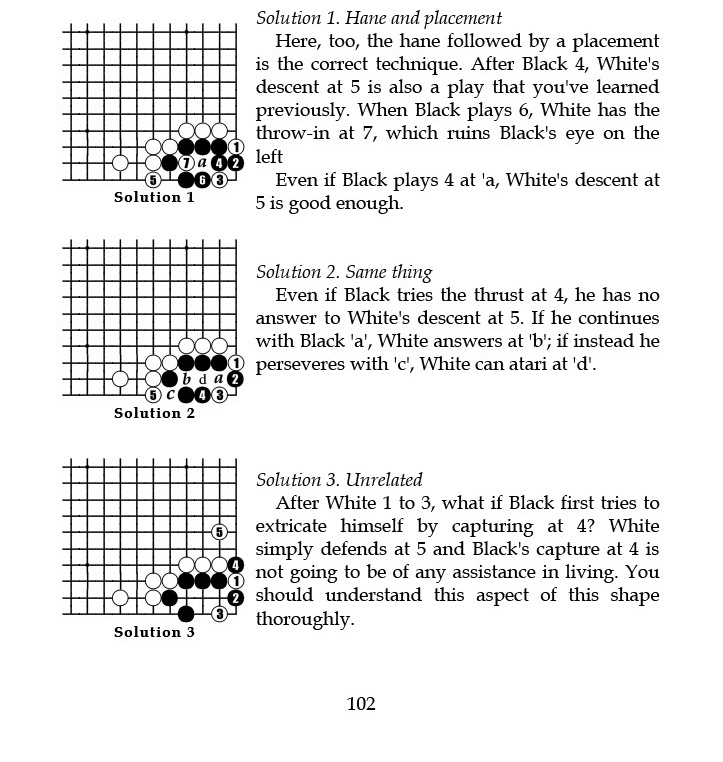 Solution 1. Hane and placement
Here, too, the hane followed by a placement
is the correct technique. After Black 4, White's
descent at 5 is also a play that you've learned
previously. When Black plays 6, White has the
throw-in at 7, which ruins Black's eye on the
left
Even if Black plays 4 at 'a, White's descent at
5 is good enough.
1
7 a 4 2
5 6 3
Solution 1
Solution 2. Same thing
Even if Black tries the thrust at 4, he has no
answer to White's descent at 5. If he continues
with Black 'a', White answers at 'b'; if instead he
perseveres with 'c', White can atari at 'd'.
1
b d a 2
5 c 4 3
Solution 2
Solution 3. Unrelated
After White 1 to 3, what if Black first tries to
extricate himself by capturing at 4? White
simply defends at 5 and Black's capture at 4 is
not going to be of any assistance in living. You
should understand this aspect of this shape
thoroughly.
5
4
1
2
3
Solution 3
102